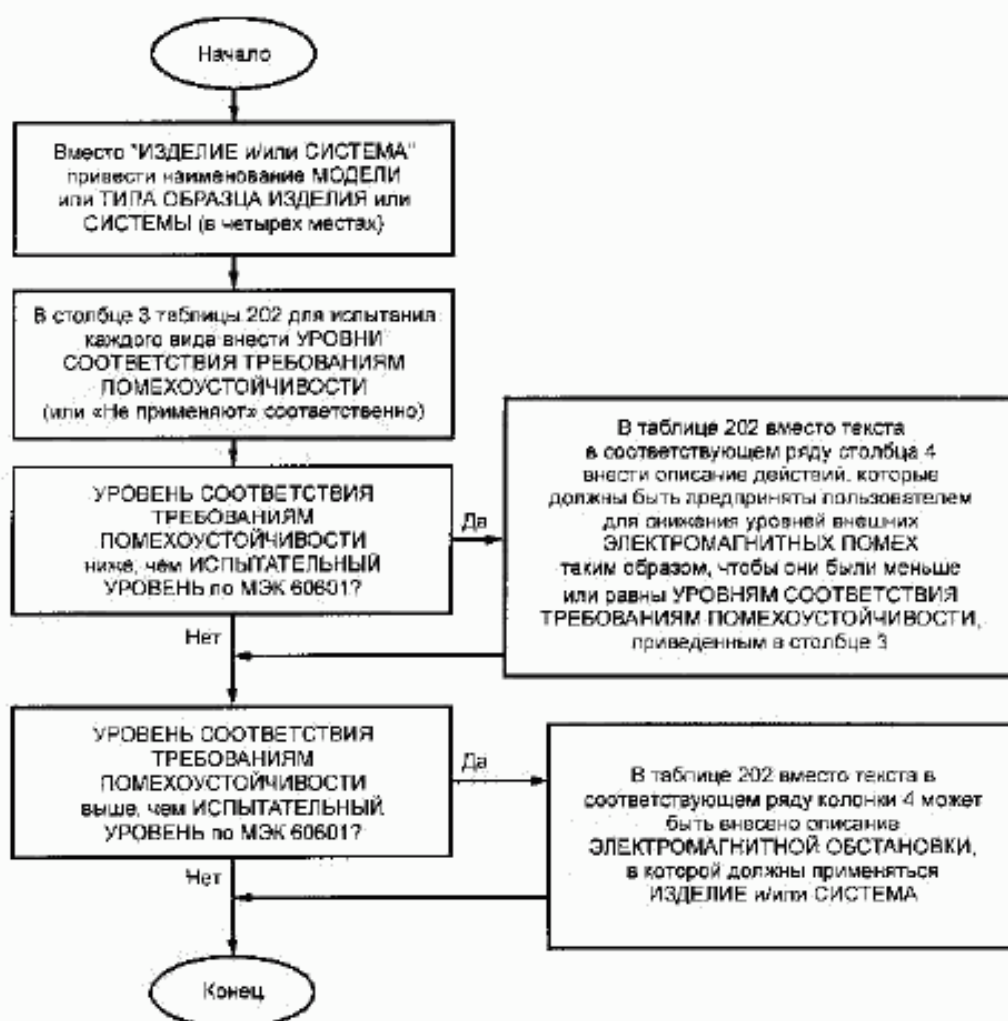 Начало
Вместо "ИЗДЕЛИЕ и/или СИСТЕМА"
привести наименование МОДЕЛИ
или ТИПА ОБРАЗЦА ИЗДЕЛИЯ или
СИСТЕМЫ (в четырех местах)
В столбце 3 таблицы 202 для испытания
каждого вида внести УРОВНИ
СООТВЕТСТВИЯ ТРЕБОВАНИЯМ
ПОМЕХОУСТОЙЧИВОСТИ
(или «Не применяют» соответственно)
УРОВЕНЬ СООТВЕТСТВИЯ
ТРЕБОВАНИЯМ
ПОМЕХОУСТОЙЧИВОСТИ
ниже, чем ИСПЫТАТЕЛЬНЫЙ
УРОВЕНЬ по МЭК 60601?
Да
В таблице 202 вместо текста
в соответствующем ряду столбца 4
внести описание действий, которые
должны быть предприняты пользователем
для снижения уровней внешних
ЭЛЕКТРОМАГНИТНЫХ ПОМЕХ
таким образом, чтобы они были меньше
или равны УРОВНЯМ СООТВЕТСТВИЯ
ТРЕБОВАНИЯМ ПОМЕХОУСТОЙЧИВОСТИ,
приведенным в столбце 3
Нет
УРОВЕНЬ СООТВЕТСТВИЯ
ТРЕБОВАНИЯМ
ПОМЕХОУСТОЙЧИВОСТИ
выше, чем ИСПЫТАТЕЛЬНЫЙ
УРОВЕНЬ по МЭК 60601?
Да
В таблице 202 вместо текста в
соответствующем ряду колонки 4 может
быть внесено описание
ЭЛЕКТРОМАГНИТНОЙ ОБСТАНОВКИ,
в которой должны применяться
ИЗДЕЛИЕ и/или СИСТЕМА
Нет
Конец